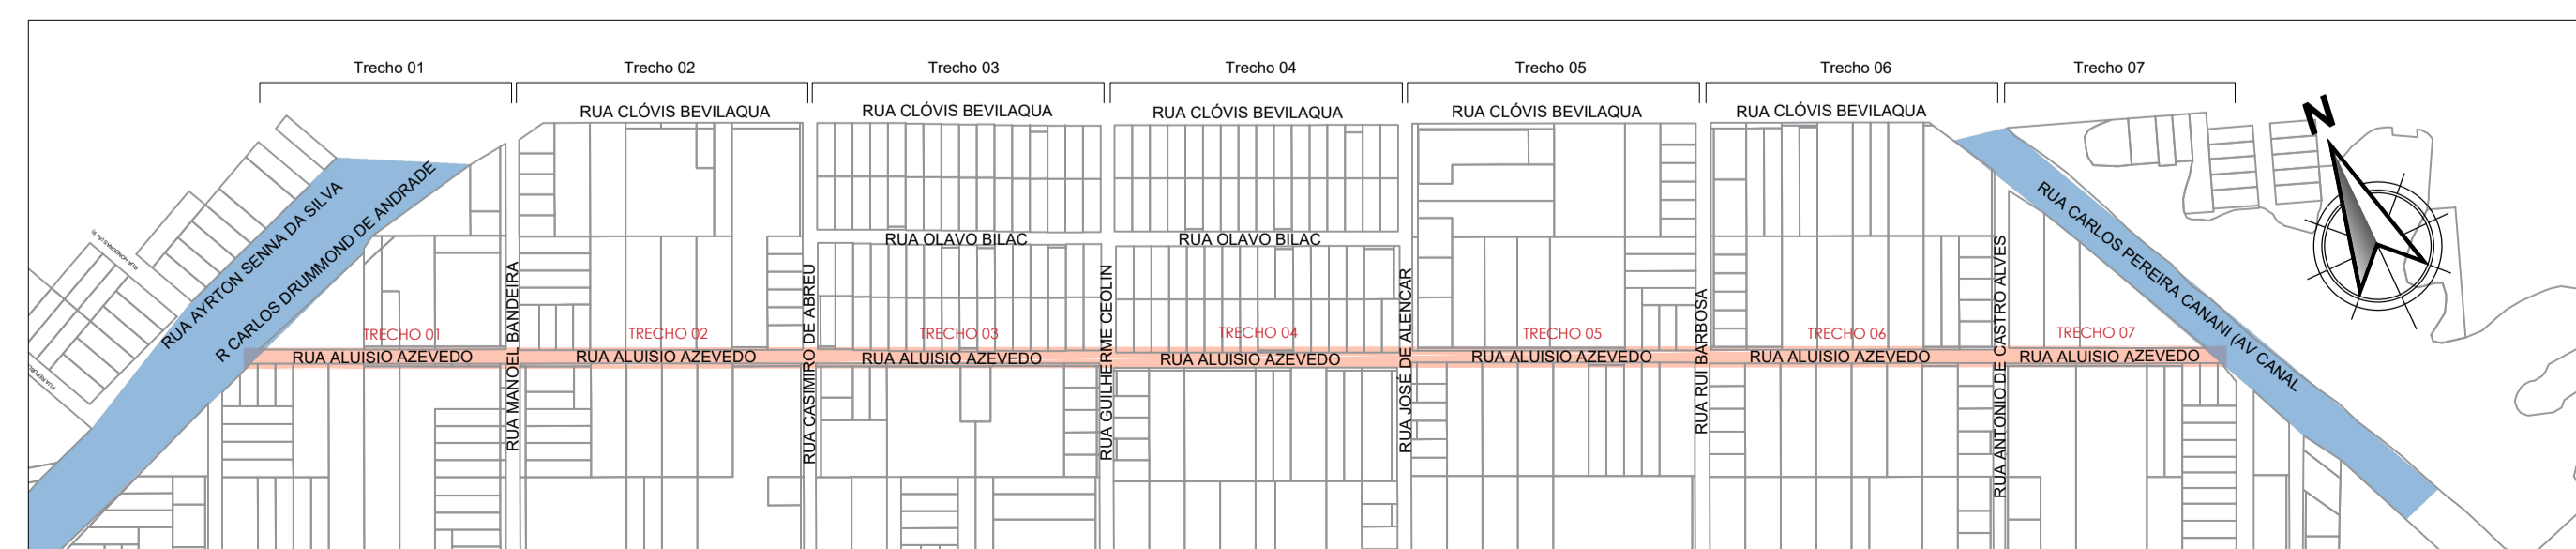 Trecho 01
Trecho 02
Trecho 03
Trecho 04
Trecho 05
Trecho 06
Trecho 07
RUA CLÓVIS BEVILAQUA
RUA CLÓVIS BEVILAQUA
RUA CLÓVIS BEVILAQUA
RUA CLÓVIS BEVILAQUA
RUA CLÓVIS BEVILAQUA
N
RUA AYRTON SENNA DA SILVA
R CARLOS DRUMMOND DE ANDRADE
RUA OLAVO BILAC
RUA OLAVO BILAC
RUA CARLOS PEREIRA CANANI (AV CANAL
RUA MANOEL BANDEIRA
RUA CASIMIRO DE ABREU
RUA GUILHERME CEOLIN
RUA JOSÉ DE ALENCAR
RUA RUI BARBOSA
RUA ANTONIO DE CASTRO ALVES
TRECHO 01
TRECHO 02
TRECHO 03
TRECHO 04
TRECHO 05
TRECHO 06
TRECHO 07
RUA ALUISIO AZEVEDO
RUA ALUISIO AZEVEDO
RUA ALUISIO AZEVEDO
RUA ALUISIO AZEVEDO
RUA ALUISIO AZEVEDO
RUA ALUISIO AZEVEDO
RUA ALUISIO AZEVEDO